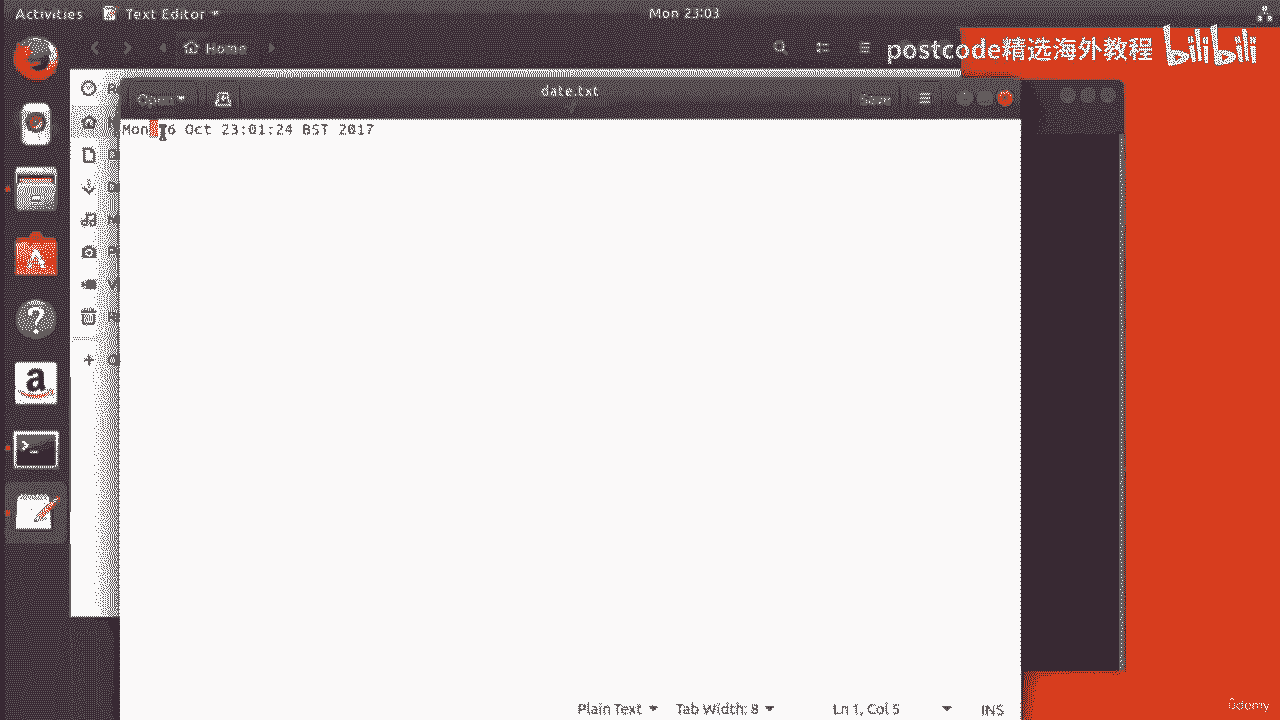 Activities Text Editor Mon 23:03
Home
postcode精选海外教程 bilibili
Open date.txt Save
Mon 16 Oct 23:01:24 BST 2017
Plain Text Tab Width: 8 Ln 1, Col 5 INS
ûdemy